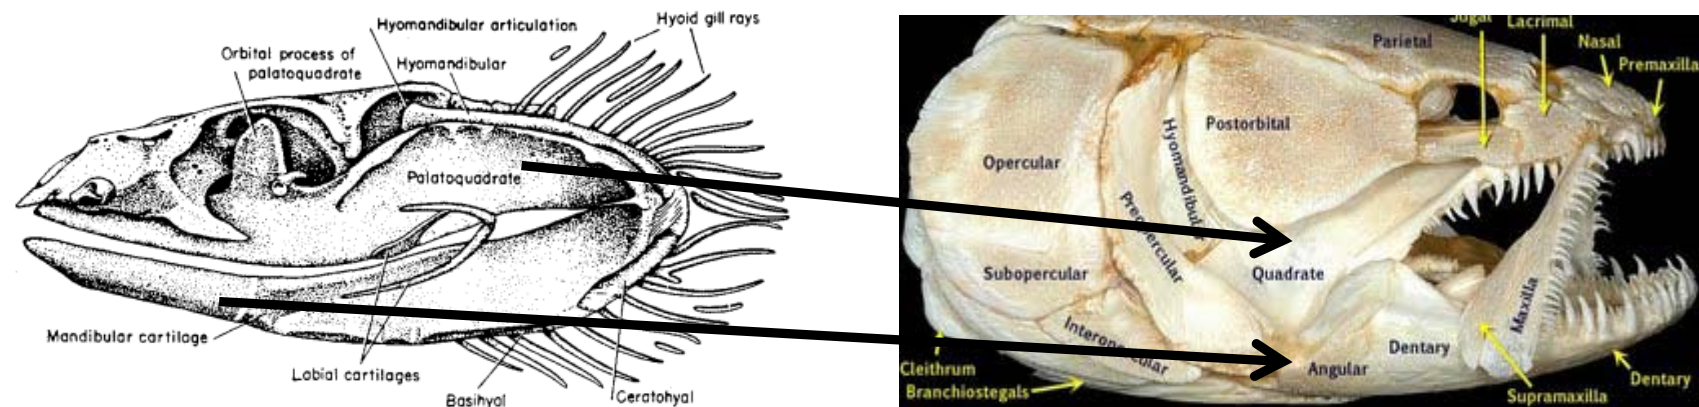 Hyomandibular articulation
Hyoid gill rays
Orbital process of
palatoquadrate
Hyomandibular
Palatoquadrate
Mandibular cartilage
Labial cartilages
Basihyal
Ceratohyal
Jugal
Lacrimal
Parietal
Nasal
Premaxilla
Postorbital
Hyomandibular
Opercular
Preopercular
Subopercular
Quadrate
Maxilla
Interopercular
Dentary
Angular
Cleithrum
Branchiostegals
Dentary
Supramaxilla